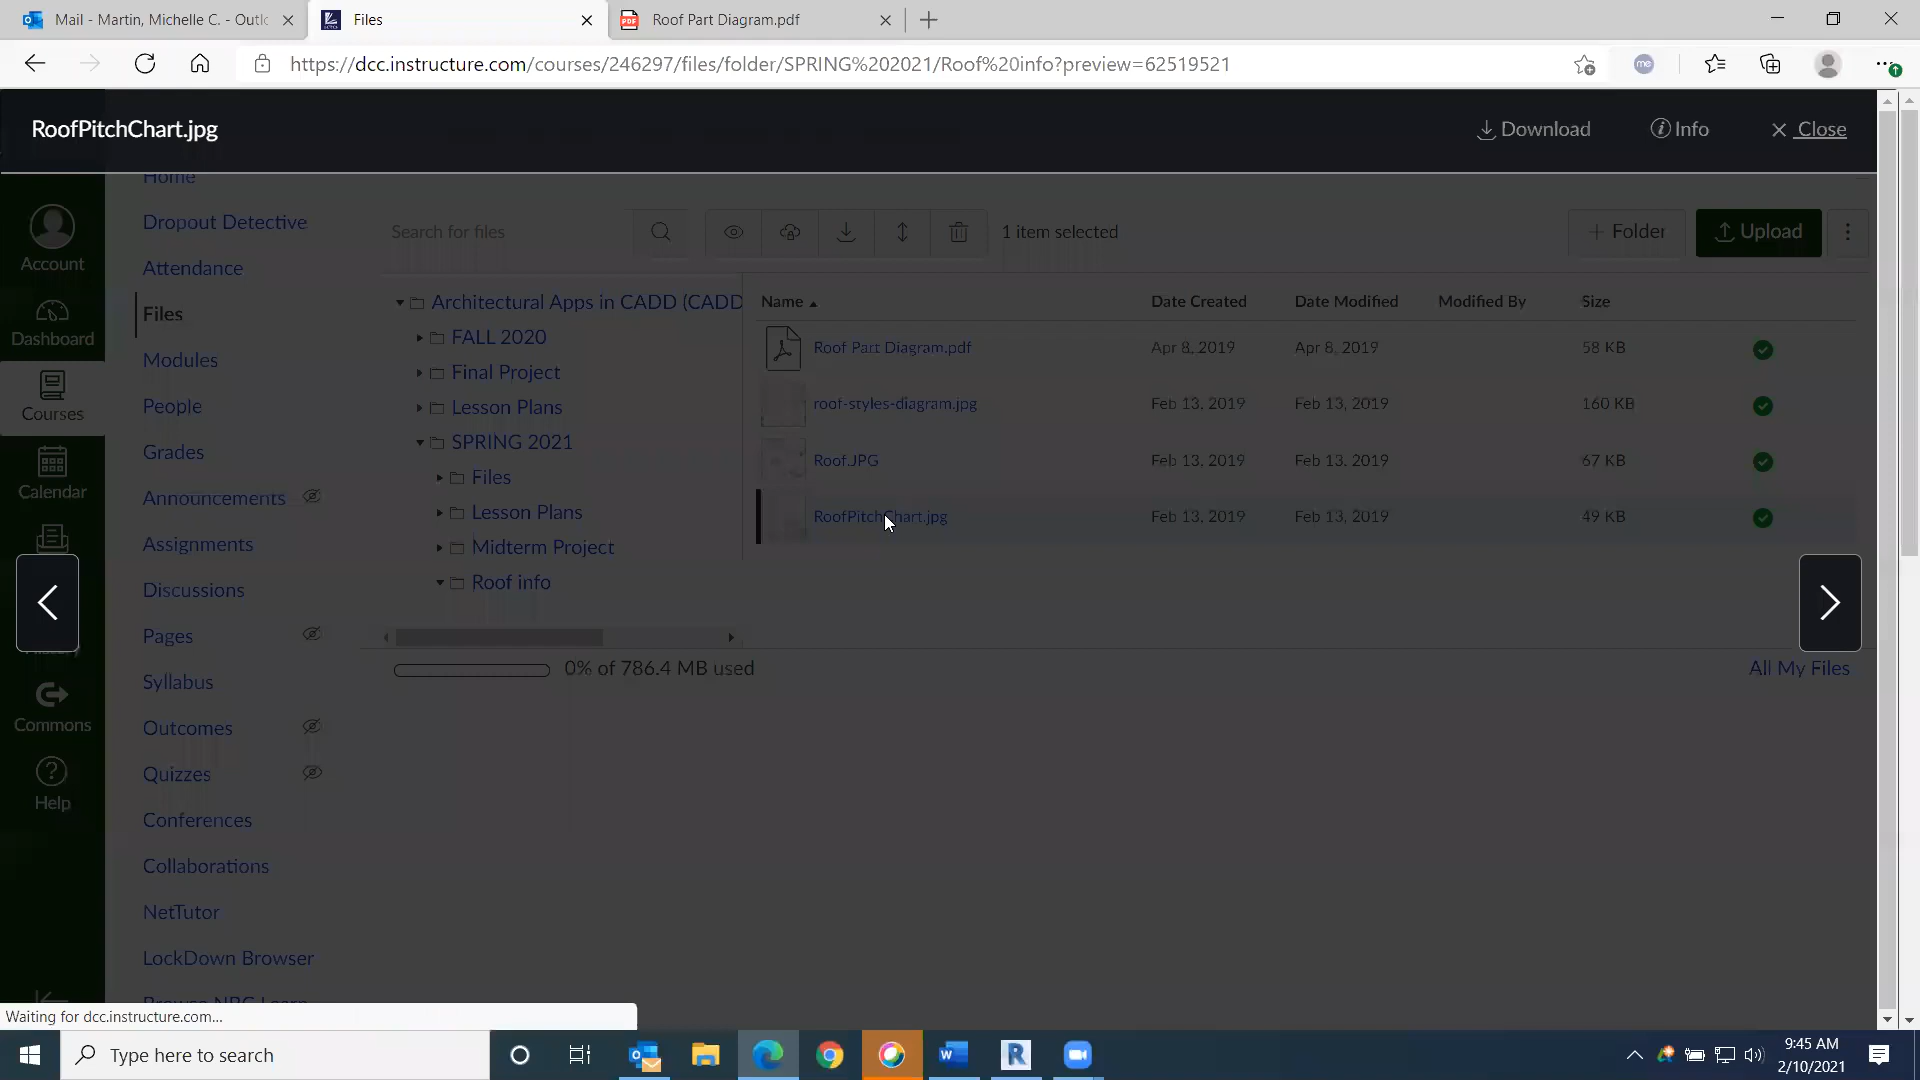 Mail - Martin, Michelle C. - Outlo
Files
Roof Part Diagram.pdf
https://dcc.instructure.com/courses/246297/files/folder/SPRING%202021/Roof%20info?preview=62519521
RoofPitchChart.jpg
Download
Info
Close
Home
Account
Dashboard
Courses
Calendar
Commons
Help
Dropout Detective
Attendance
Files
Modules
People
Grades
Announcements
Assignments
Discussions
Pages
Syllabus
Outcomes
Quizzes
Conferences
Collaborations
NetTutor
LockDown Browser
Search for files
1 item selected
Folder
Upload
Architectural Apps in CADD (CADD
FALL 2020
Final Project
Lesson Plans
SPRING 2021
Files
Lesson Plans
Midterm Project
Roof info
Name Date Created Date Modified Modified By Size
Roof Part Diagram.pdf Apr 8, 2019 Apr 8, 2019 58 KB
roof-styles-diagram.jpg Feb 13, 2019 Feb 13, 2019 160 KB
Roof.JPG Feb 13, 2019 Feb 13, 2019 67 KB
RoofPitchChart.jpg Feb 13, 2019 Feb 13, 2019 49 KB
0% of 786.4 MB used
All My Files
Waiting for dcc.instructure.com...
Type here to search
9:45 AM
2/10/2021